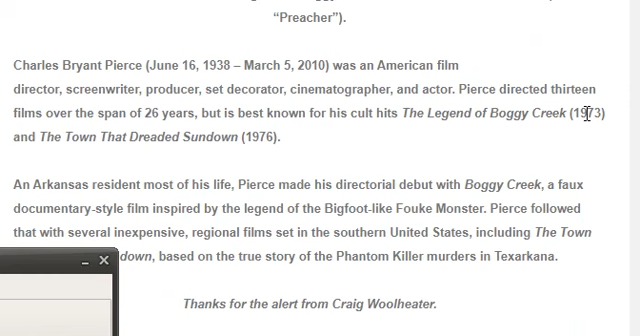 “Preacher”).
Charles Bryant Pierce (June 16, 1938 – March 5, 2010) was an American film
director, screenwriter, producer, set decorator, cinematographer, and actor. Pierce directed thirteen
films over the span of 26 years, but is best known for his cult hits The Legend of Boggy Creek (1973)
and The Town That Dreaded Sundown (1976).
An Arkansas resident most of his life, Pierce made his directorial debut with Boggy Creek, a faux
documentary-style film inspired by the legend of the Bigfoot-like Fouke Monster. Pierce followed
that with several inexpensive, regional films set in the southern United States, including The Town
down, based on the true story of the Phantom Killer murders in Texarkana.
Thanks for the alert from Craig Woolheater.